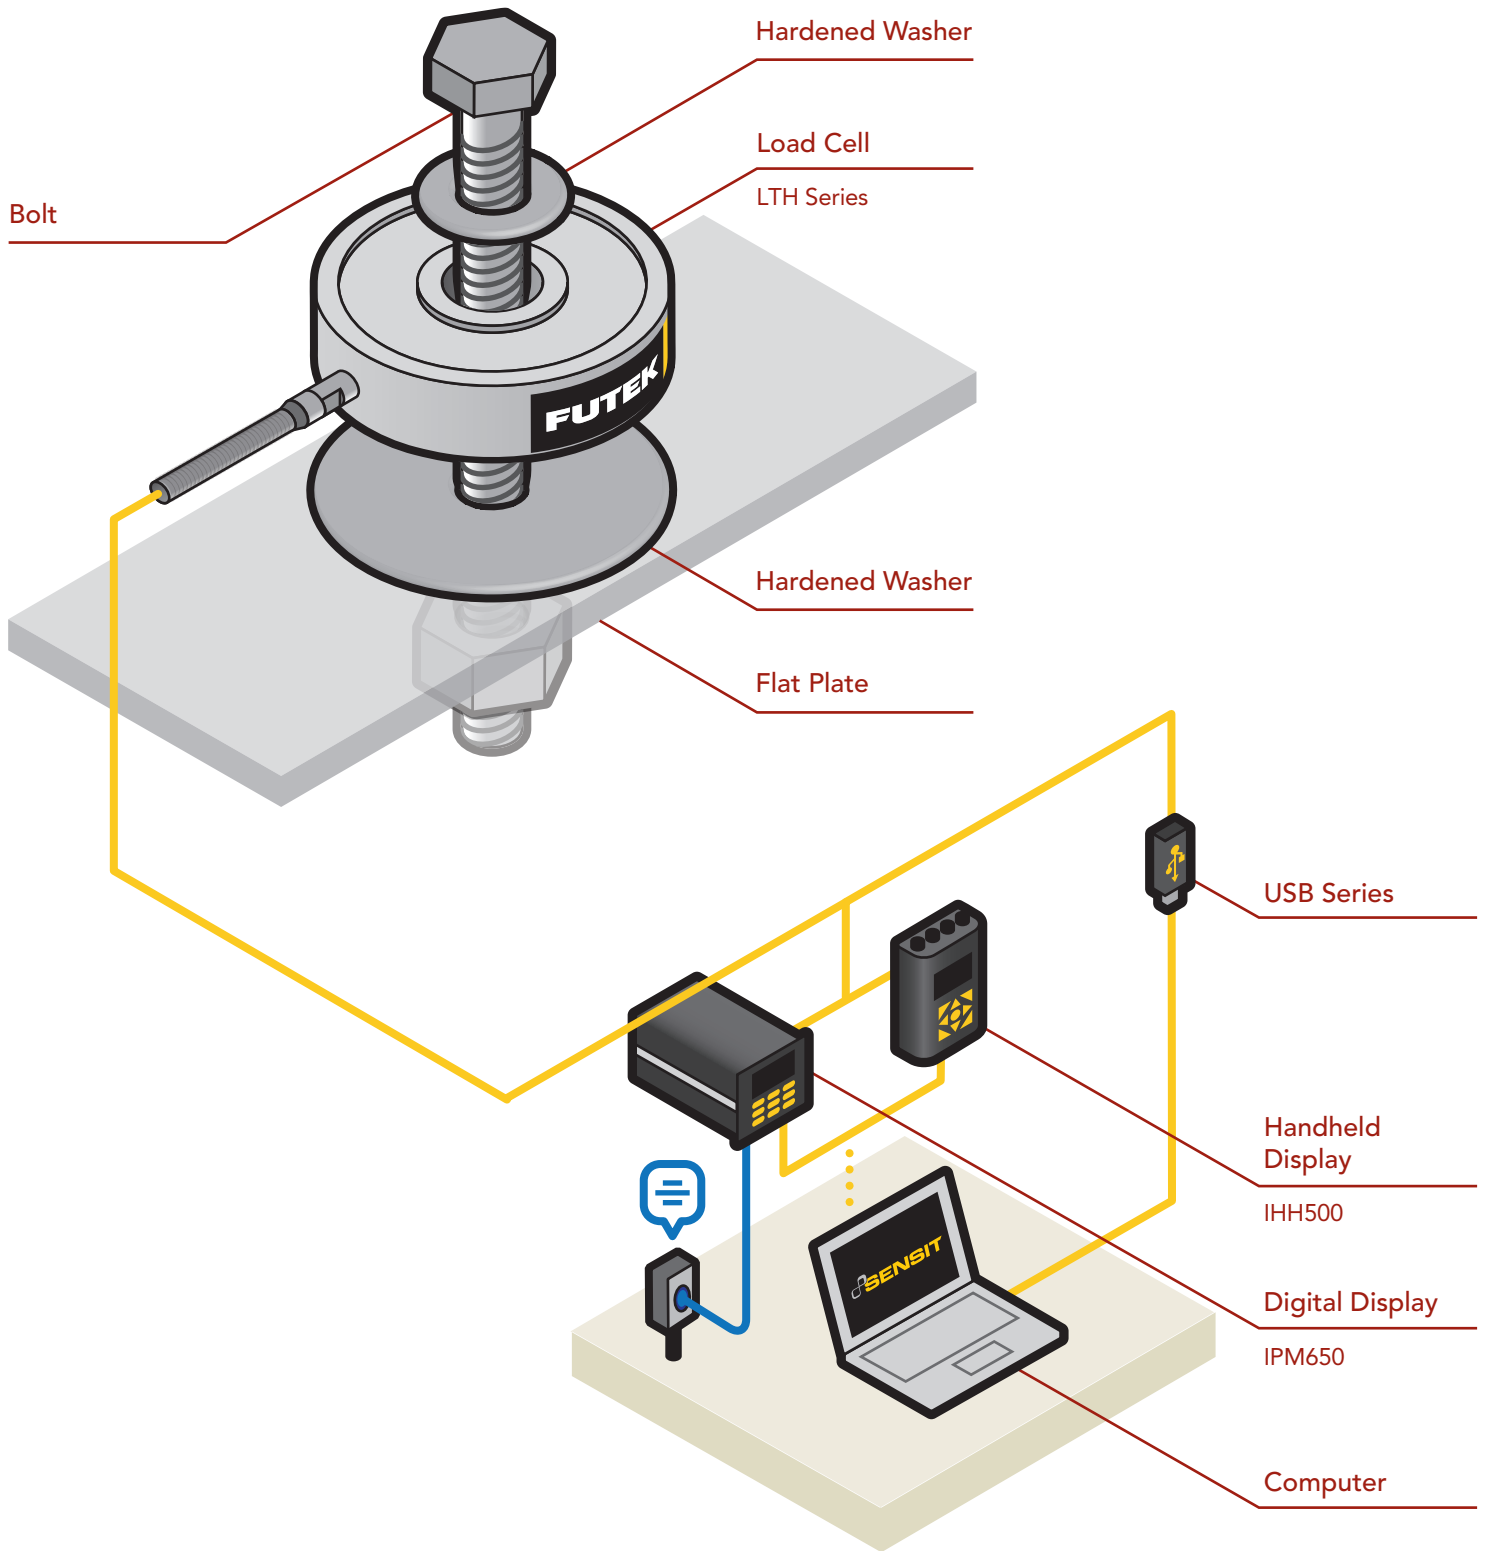 Hardened Washer
Load Cell
LTH Series
Bolt
FUTEK
Hardened Washer
Flat Plate
USB Series
Handheld
Display
IHH500
SENSIT
Digital Display
IPM650
Computer